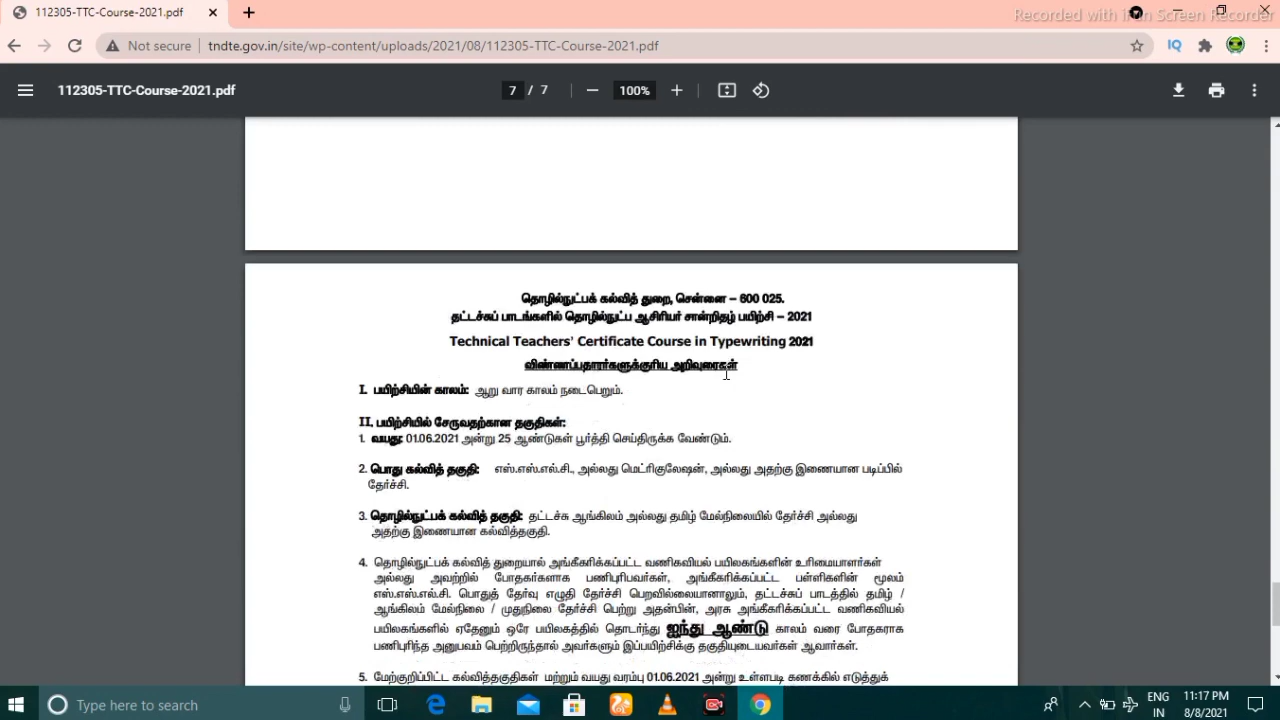 112305-TTC-Course-2021.pdf
Recorded with Iran Screen Recorder
Not secure | tndte.gov.in/site/wp-content/uploads/2021/08/112305-TTC-Course-2021.pdf
IQ
112305-TTC-Course-2021.pdf
7 / 7
100%
தொழில்நுட்பக் கல்வித் துறை, சென்னை – 600 025.
தட்டச்சுப் பாடங்களில் தொழில்நுட்ப ஆசிரியர் சான்றிதழ் பயிற்சி – 2021
Technical Teachers' Certificate Course in Typewriting 2021
விண்ணப்பதாரர்களுக்குரிய அறிவுரைகள்
I. பயிற்சியின் காலம்: ஆறு வார காலம் நடைபெறும்.
II. பயிற்சியில் சேருவதற்கான தகுதிகள்:
1. வயது: 01.06.2021 அன்று 25 ஆண்டுகள் பூர்த்தி செய்திருக்க வேண்டும்.
2. பொது கல்வித் தகுதி: எஸ்.எஸ்.எல்.சி., அல்லது மெட்ரிகுலேஷன், அல்லது அதற்கு இணையான படிப்பில்
தேர்ச்சி.
3. தொழில்நுட்பக் கல்வித் தகுதி: தட்டச்சு ஆங்கிலம் அல்லது தமிழ் மேல்நிலையில் தேர்ச்சி அல்லது
அதற்கு இணையான கல்வித்தகுதி.
4. தொழில்நுட்பக் கல்வித் துறையால் அங்கீகரிக்கப்பட்ட வணிகவியல் பயிலகங்களின் உரிமையாளர்கள்
அல்லது அவற்றில் போதகர்களாக பணிபுரிபவர்கள், அங்கீகரிக்கப்பட்ட பள்ளிகளின் மூலம்
எஸ்.எஸ்.எல்.சி. பொதுத் தேர்வு எழுதி தேர்ச்சி பெறவில்லையானாலும், தட்டச்சுப் பாடத்தில் தமிழ் /
ஆங்கிலம் மேல்நிலை / முதுநிலை தேர்ச்சி பெற்று அதன்பின், அரசு அங்கீகரிக்கப்பட்ட வணிகவியல்
பயிலகங்களில் ஏதேனும் ஒரே பயிலகத்தில் தொடர்ந்து ஐந்து ஆண்டு காலம் வரை போதகராக
பணிபுரிந்த அனுபவம் பெற்றிருந்தால் அவர்களும் இப்பயிற்சிக்கு தகுதியுடையவர்கள் ஆவார்கள்.
5. மேற்குறிப்பிட்ட கல்வித்தகுதிகள் மற்றும் வயது வரம்பு 01.06.2021 அன்று உள்ளபடி கணக்கில் எடுத்துக்
Type here to search
ENG
IN
11:17 PM
8/8/2021